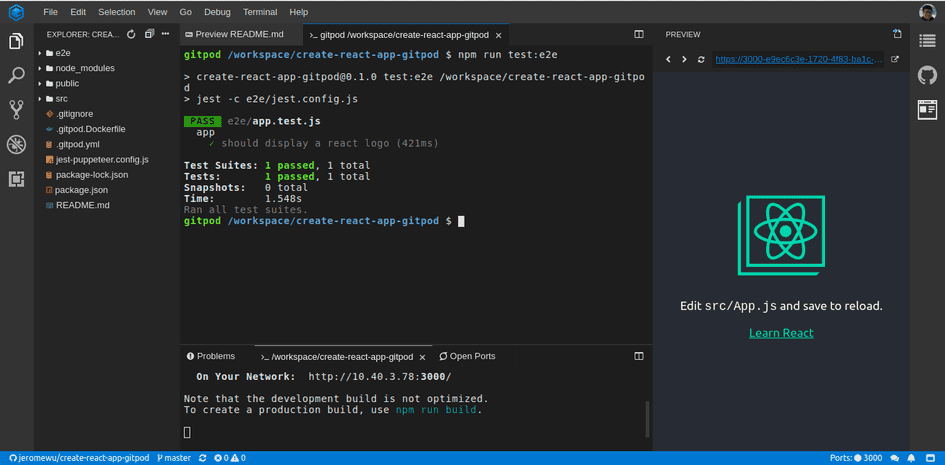 File Edit Selection View Go Debug Terminal Help
EXPLORER: CREA...
e2e
node_modules
public
src
.gitignore
.gitpod.Dockerfile
.gitpod.yml
jest-puppeteer.config.js
package-lock.json
package.json
README.md
Preview README.md
>_ gitpod /workspace/create-react-app-gitpod ×
gitpod /workspace/create-react-app-gitpod $ npm run test:e2e
> create-react-app-gitpod@0.1.0 test:e2e /workspace/create-react-app-gitpo
d
> jest -c e2e/jest.config.js
PASS e2e/app.test.js
app
✓ should display a react logo (421ms)
Test Suites: 1 passed, 1 total
Tests: 1 passed, 1 total
Snapshots: 0 total
Time: 1.548s
Ran all test suites.
gitpod /workspace/create-react-app-gitpod $
Problems
>_ /workspace/create-react-app-gitpod ×
Open Ports
On Your Network: http://10.40.3.78:3000/
Note that the development build is not optimized.
To create a production build, use npm run build.
PREVIEW
https://3000-e9ec6c3e-1720-4f83-ba1c-...
Edit src/App.js and save to reload.
Learn React
jeromewu/create-react-app-gitpod master 0 0
Ports: 3000